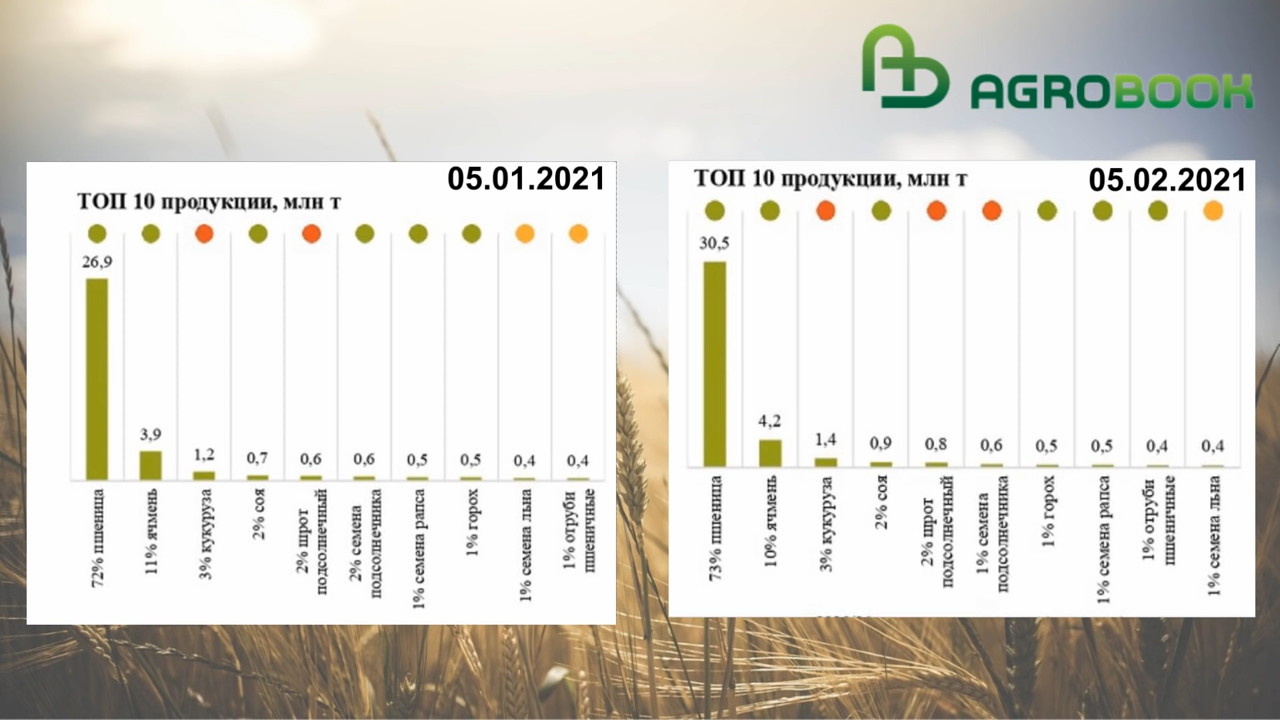 AGROBOOK
05.01.2021
ТОП 10 продукции, млн т
26,9
3,9
1,2
0,7
0,6
0,6
0,5
0,5
0,4
0,4
72% пшеница
11% ячмень
3% кукуруза
2% соя
2% шрот
подсолнечный
2% семена
подсолнечника
1% семена рапса
1% горох
1% семена льна
1% отруби
пшеничные
ТОП 10 продукции, млн т
05.02.2021
30,5
4,2
1,4
0,9
0,8
0,6
0,5
0,5
0,4
0,4
73% пшеница
10% ячмень
3% кукуруза
2% соя
2% шрот
подсолнечный
1% семена
подсолнечника
1% горох
1% семена рапса
1% отруби
пшеничные
1% семена льна